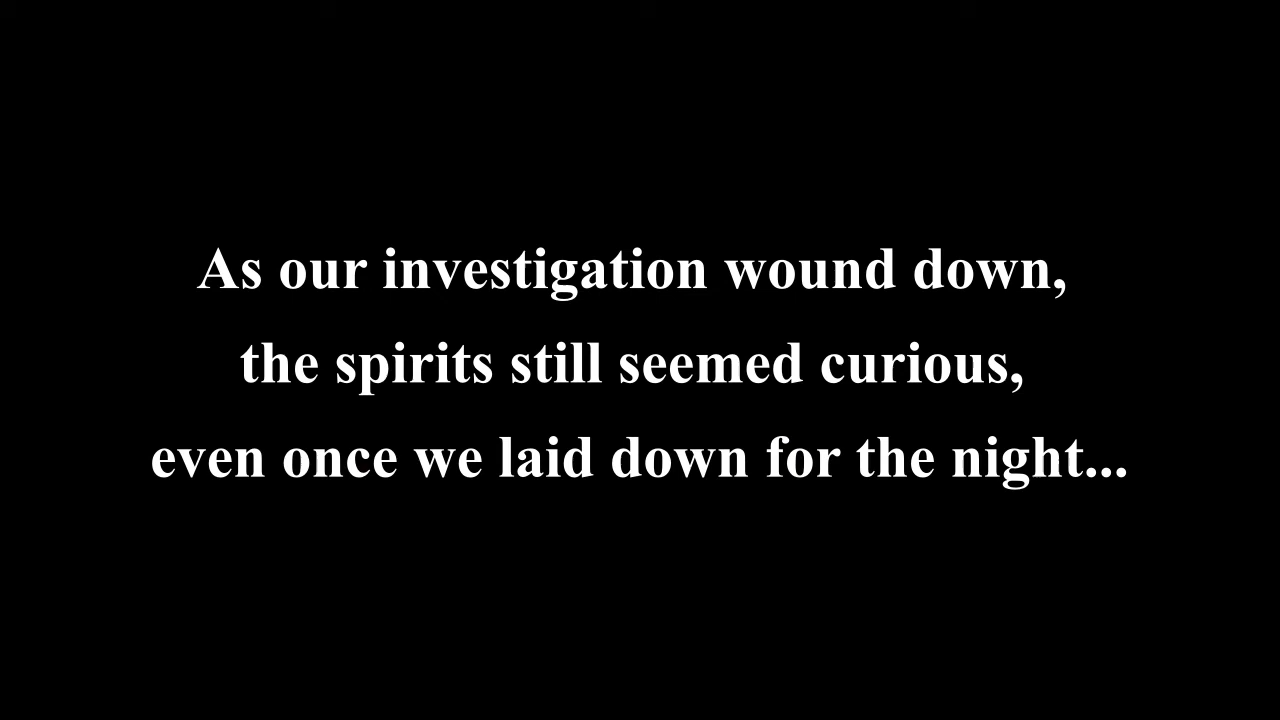 As our investigation wound down,
the spirits still seemed curious,
even once we laid down for the night...